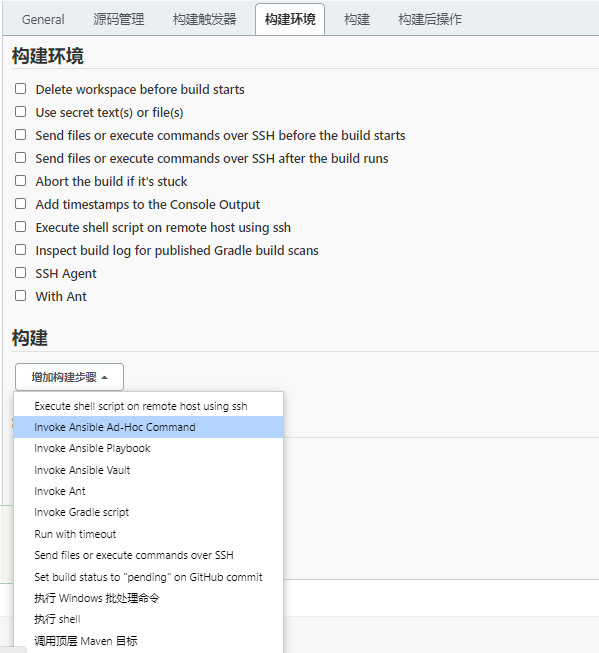 General 源码管理 构建触发器 构建环境 构建 构建后操作
构建环境
Delete workspace before build starts
Use secret text(s) or file(s)
Send files or execute commands over SSH before the build starts
Send files or execute commands over SSH after the build runs
Abort the build if it's stuck
Add timestamps to the Console Output
Execute shell script on remote host using ssh
Inspect build log for published Gradle build scans
SSH Agent
With Ant
构建
增加构建步骤
Execute shell script on remote host using ssh
Invoke Ansible Ad-Hoc Command
Invoke Ansible Playbook
Invoke Ansible Vault
Invoke Ant
Invoke Gradle script
Run with timeout
Send files or execute commands over SSH
Set build status to "pending" on GitHub commit
执行 Windows 批处理命令
执行 shell
调用顶层 Maven 目标